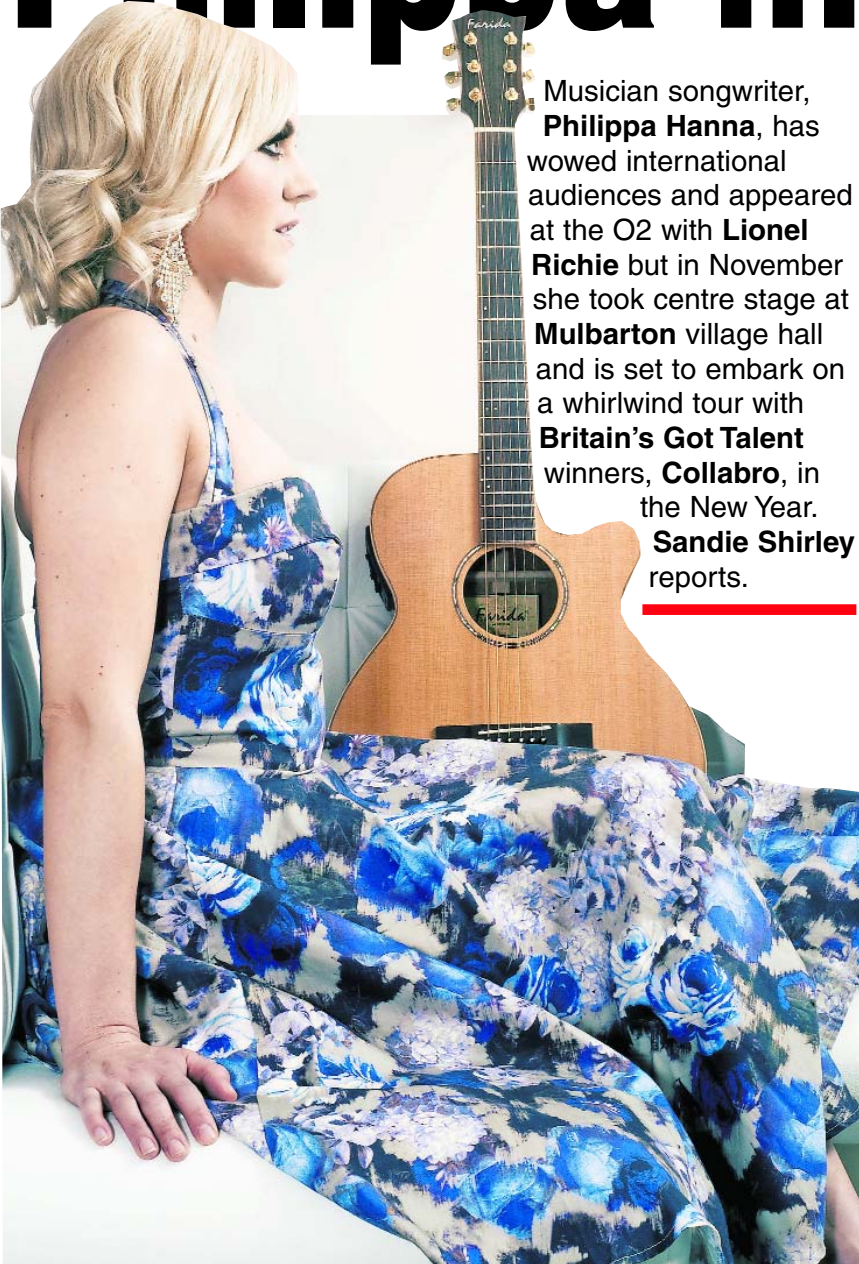 Philippa
Farida
Musician songwriter,
Philippa Hanna, has
wowed international
audiences and appeared
at the O2 with Lionel
Richie but in November
she took centre stage at
Mulbarton village hall
and is set to embark on
a whirlwind tour with
Britain's Got Talent
winners, Collabro, in
the New Year.
Sandie Shirley
reports.
Farida